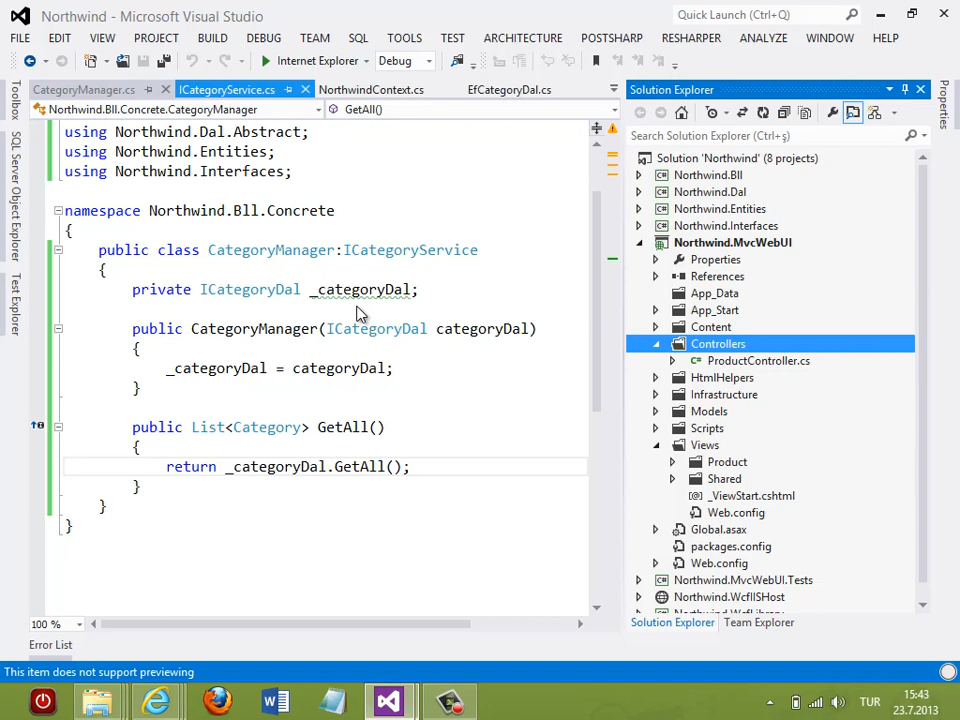 Northwind - Microsoft Visual Studio
Quick Launch (Ctrl+Q)
FILE EDIT VIEW PROJECT BUILD DEBUG TEAM SQL TOOLS TEST ARCHITECTURE POSTSHARP RESHARPER ANALYZE WINDOW HELP
Internet Explorer Debug
CategoryManager.cs ICategoryService.cs NorthwindContext.cs EfCategoryDal.cs
Northwind.Bll.Concrete.CategoryManager GetAll()
using Northwind.Dal.Abstract;
using Northwind.Entities;
using Northwind.Interfaces;
namespace Northwind.Bll.Concrete
{
public class CategoryManager:ICategoryService
{
private ICategoryDal _categoryDal;
public CategoryManager(ICategoryDal categoryDal)
{
_categoryDal = categoryDal;
}
public List<Category> GetAll()
{
return _categoryDal.GetAll();
}
}
}
100 %
Error List
This item does not support previewing
Toolbox
SQL Server Object Explorer
Test Explorer
Properties
Solution Explorer
Search Solution Explorer (Ctrl+ş)
Solution 'Northwind' (8 projects)
C# Northwind.Bll
C# Northwind.Dal
C# Northwind.Entities
C# Northwind.Interfaces
Northwind.MvcWebUI
Properties
References
App_Data
App_Start
Content
Controllers
C# ProductController.cs
HtmlHelpers
Infrastructure
Models
Scripts
Views
Product
Shared
[@] _ViewStart.cshtml
Web.config
Global.asax
packages.config
Web.config
C# Northwind.MvcWebUI.Tests
Northwind.WcfIISHost
Northwind.WcfLibrary
Solution Explorer Team Explorer
TUR
15:43
23.7.2013